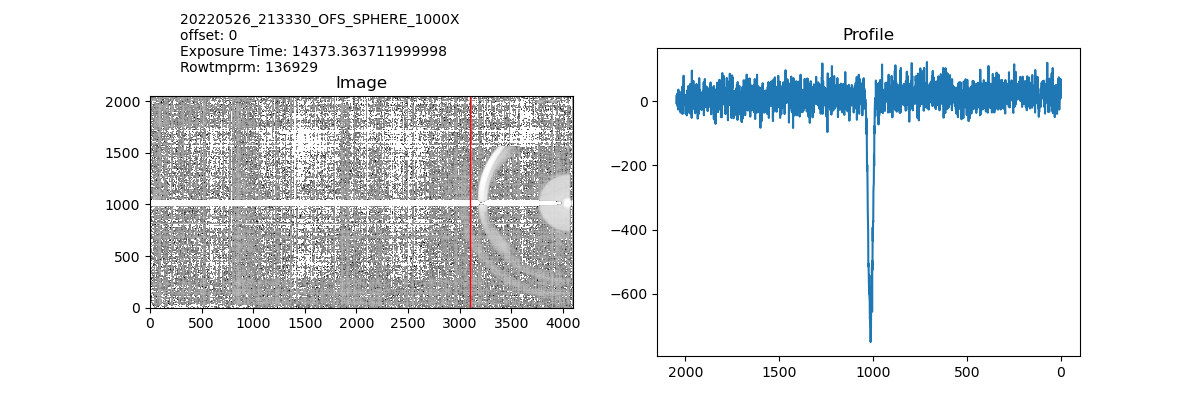 20220526_213330_OFS_SPHERE_1000X
offset: 0
Exposure Time: 14373.363711999998
Rowtmprm: 136929
Image
2000
1500
1000
500
0
0 500 1000 1500 2000 2500 3000 3500 4000
Profile
0
−200
−400
−600
2000 1500 1000 500 0